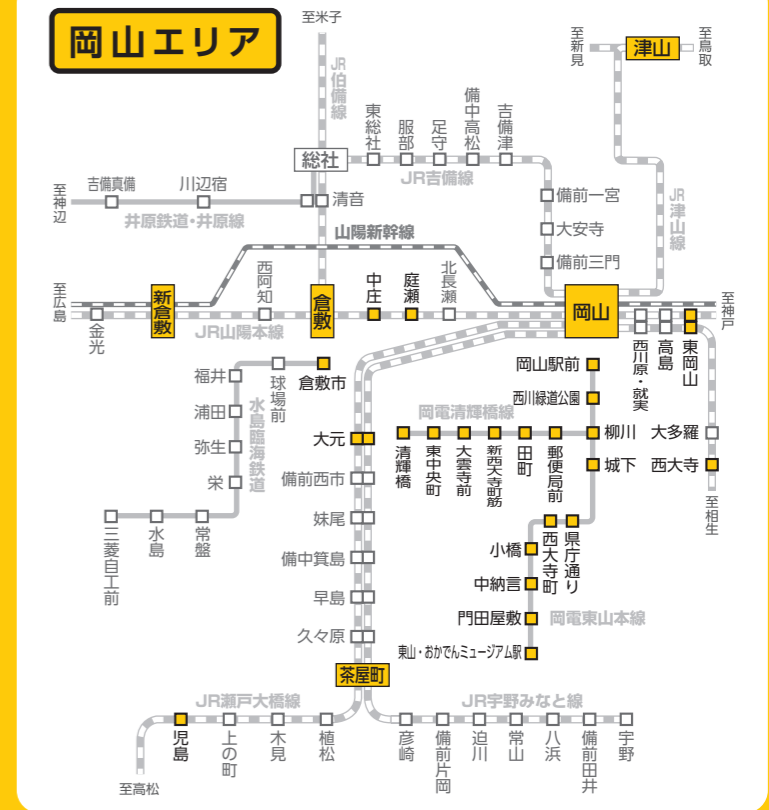 岡山エリア
至米子
至新見
津山
至鳥取
JR伯備線
東総社
服部
足守
備中高松
吉備津
総社
JR吉備線
吉備真備
川辺宿
清音
至神辺
井原鉄道・井原線
備前一宮
大安寺
備前三門
JR津山線
山陽新幹線
至広島
金光
新倉敷
西阿知
倉敷
中庄
庭瀬
北長瀬
岡山
至神戸
JR山陽本線
西川原・就実
高島
東岡山
福井
球場前
倉敷市
浦田
弥生
栄
水島臨海鉄道
三菱自工前
水島
常盤
岡山駅前
西川緑道公園
岡電清輝橋線
柳川
大多羅
清輝橋
東中央町
大雲寺前
新西大寺町筋
田町
郵便局前
城下
西大寺
至相生
大元
備前西市
妹尾
備中箕島
早島
久々原
茶屋町
西大寺町
県庁通り
小橋
中納言
門田屋敷
岡電東山本線
東山・おかでんミュージアム駅
JR瀬戸大橋線
JR宇野みなと線
児島
上の町
木見
植松
彦崎
備前片岡
迫川
常山
八浜
備前田井
宇野
至高松